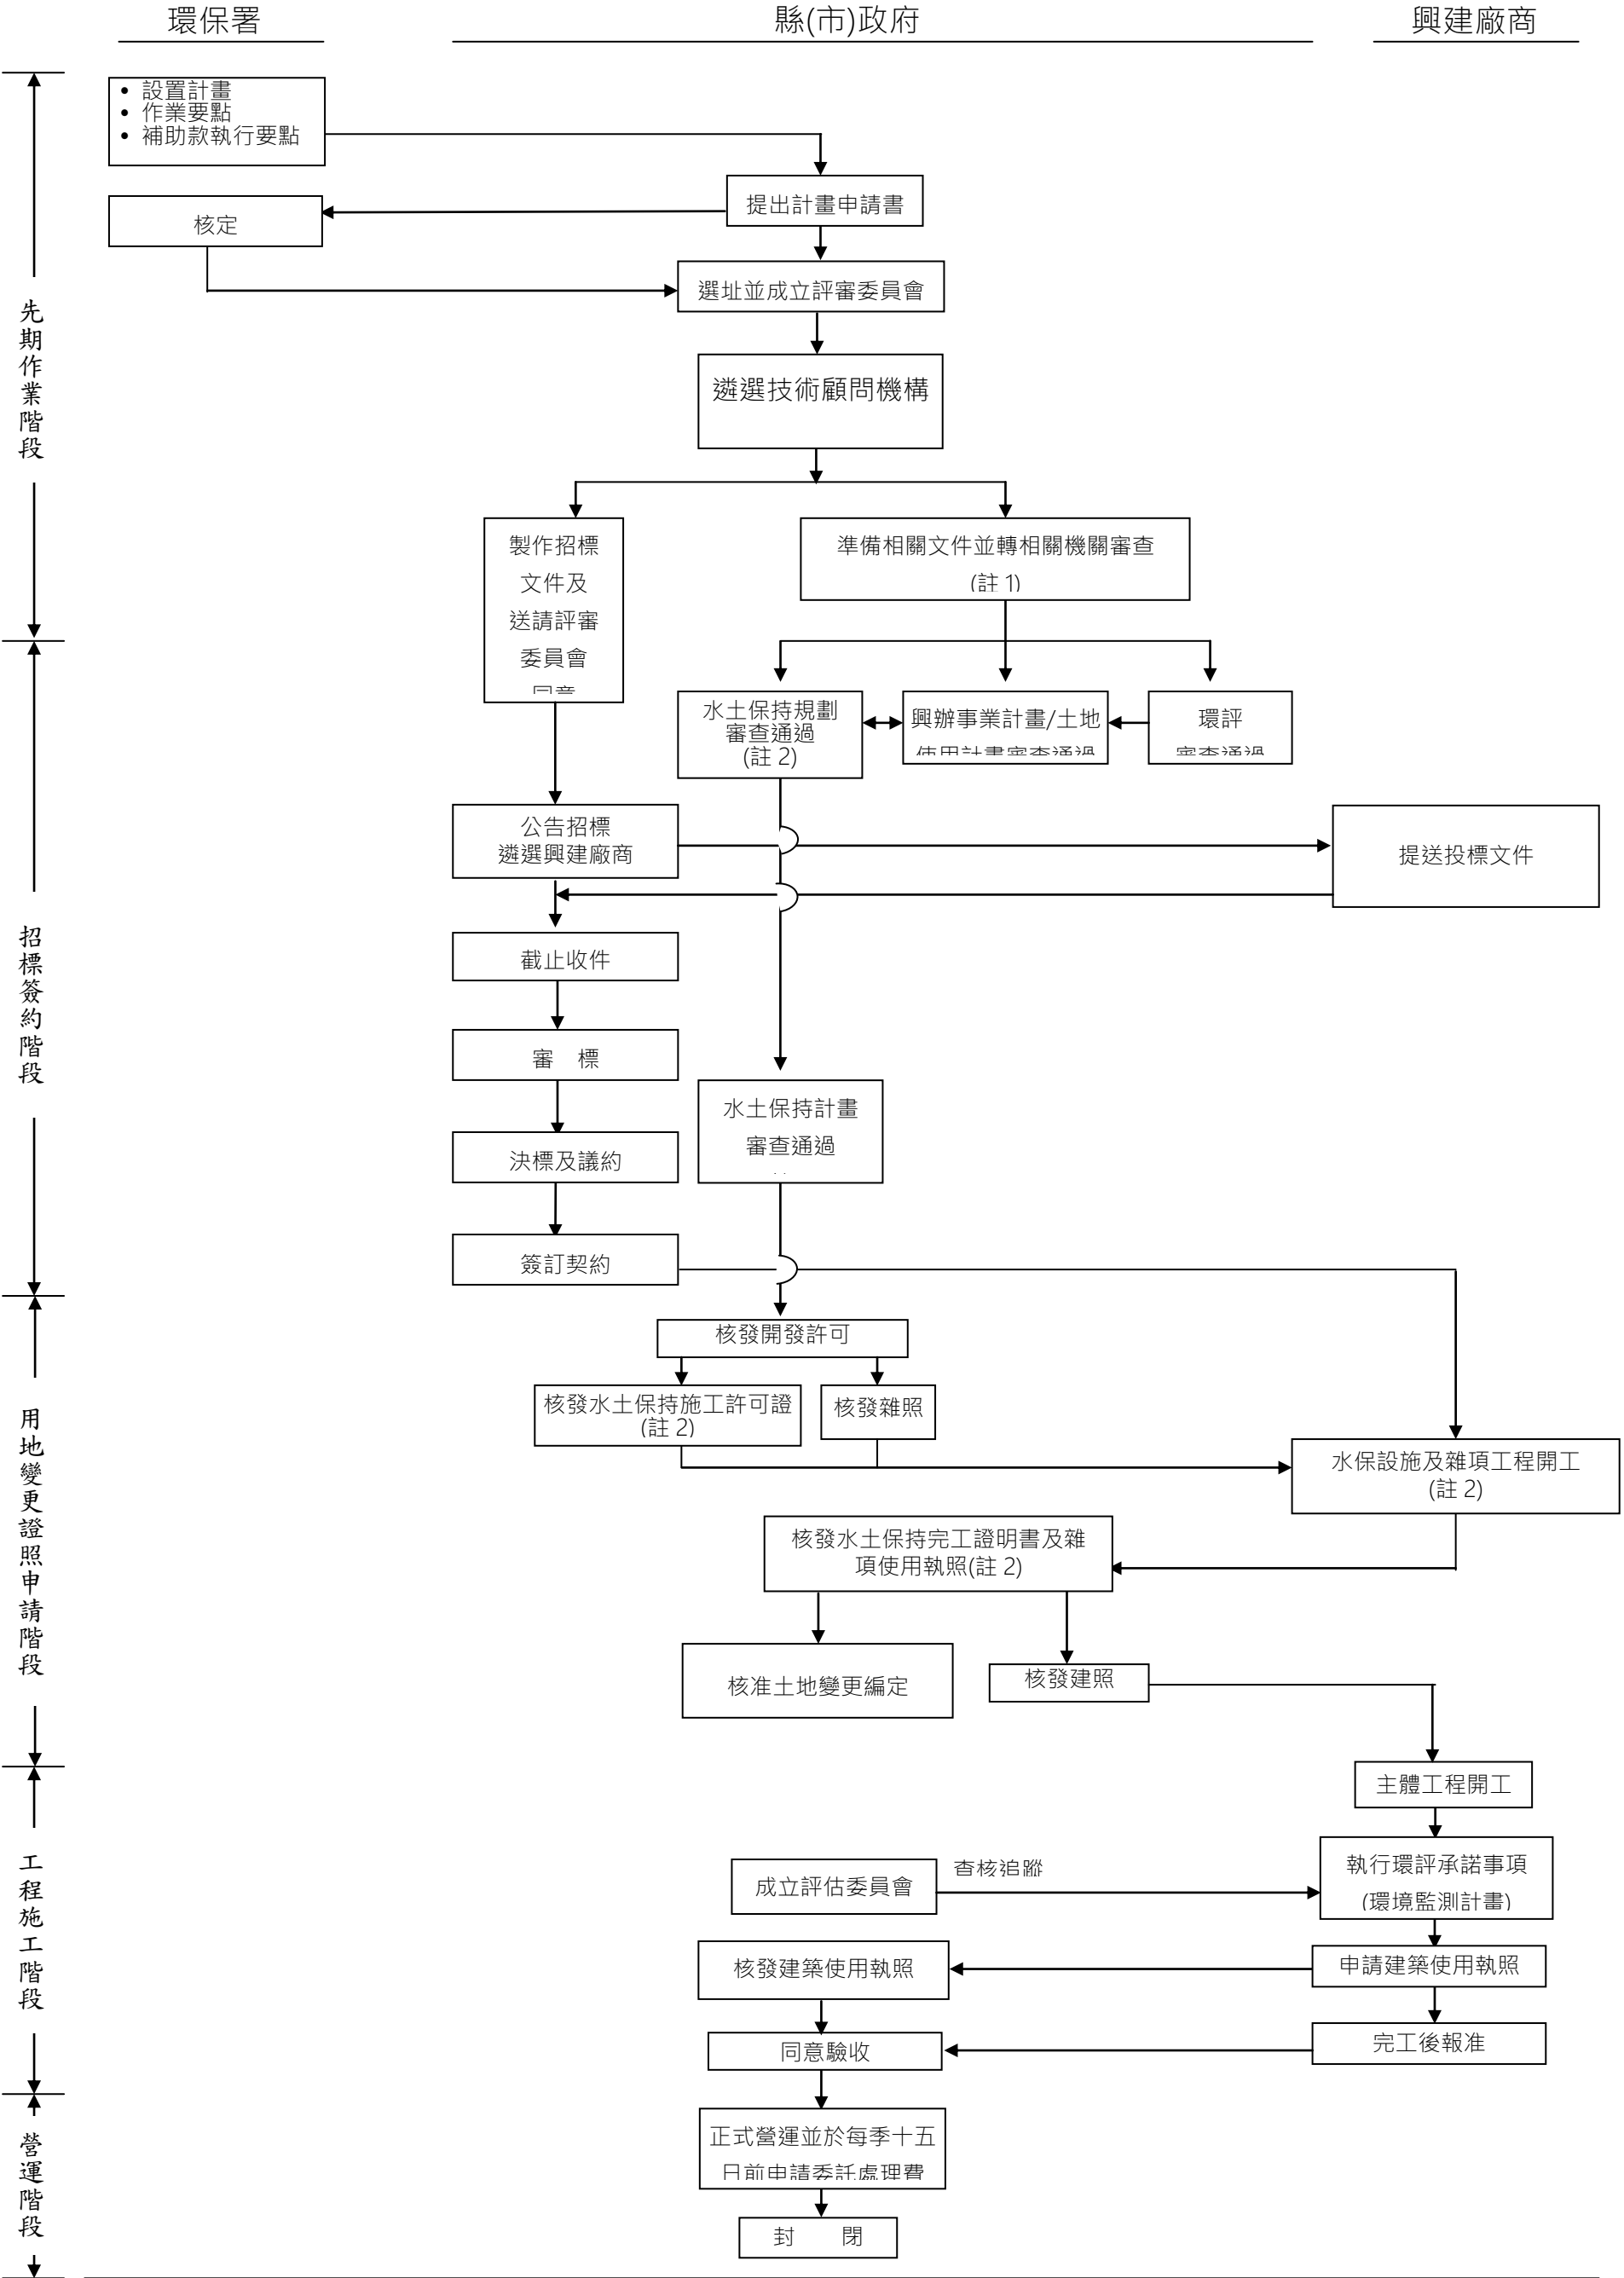 環保署
縣(市)政府
興建廠商
• 設置計畫
• 作業要點
• 補助款執行要點
提出計畫申請書
核定
選址並成立評審委員會
先期作業階段
遴選技術顧問機構
製作招標
文件及
送請評審
委員會
同意
準備相關文件並轉相關機關審查
(註 1)
水土保持規劃
審查通過
(註 2)
興辦事業計畫/土地
使用計畫審查通過
環評
審查通過
公告招標
遴選興建廠商
提送投標文件
招標簽約階段
截止收件
審 標
水土保持計畫
審查通過
決標及議約
簽訂契約
核發開發許可
用地變更證照申請階段
核發水土保持施工許可證
(註 2)
核發雜照
水保設施及雜項工程開工
(註 2)
核發水土保持完工證明書及雜
項使用執照(註 2)
核准土地變更編定
核發建照
主體工程開工
工程施工階段
成立評估委員會
查核追蹤
執行環評承諾事項
(環境監測計畫)
核發建築使用執照
申請建築使用執照
同意驗收
完工後報准
營運階段
正式營運並於每季十五
日前申請委託處理費
封 閉